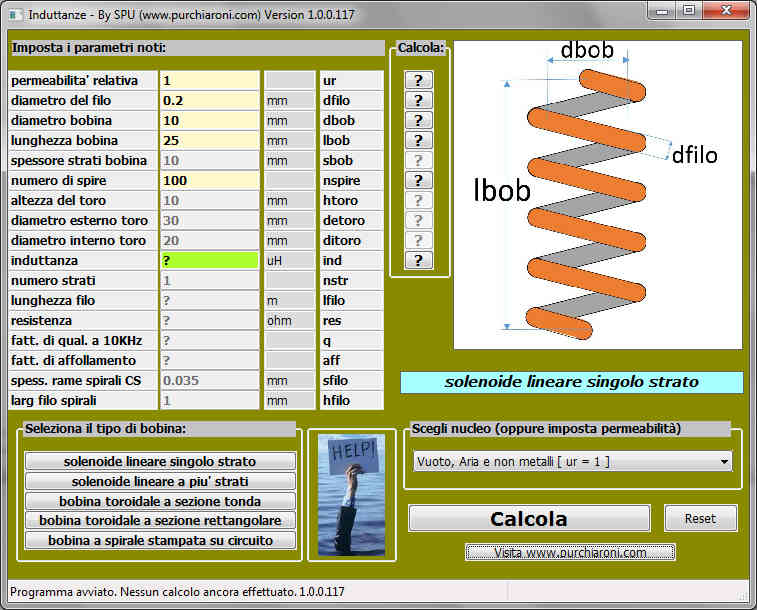 Induttanze - By SPU (www.purchiaroni.com) Version 1.0.0.117
Imposta i parametri noti:
Calcola:
permeabilita' relativa 1 ur ?
diametro del filo 0.2 mm dfilo ?
diametro bobina 10 mm dbob ?
lunghezza bobina 25 mm lbob ?
spessore strati bobina 10 mm sbob ?
numero di spire 100 nspire ?
altezza del toro 10 mm htoro ?
diametro esterno toro 30 mm detoro ?
diametro interno toro 20 mm ditoro ?
induttanza ? uH ind ?
numero strati 1 nstr
lunghezza filo ? m lfilo
resistenza ? ohm res
fatt. di qual. a 10KHz ? q
fatt. di affollamento ? aff
spess. rame spirali CS 0.035 mm sfilo
larg filo spirali 1 mm hfilo
dbob
dfilo
lbob
solenoide lineare singolo strato
Seleziona il tipo di bobina:
solenoide lineare singolo strato
solenoide lineare a piu' strati
bobina toroidale a sezione tonda
bobina toroidale a sezione rettangolare
bobina a spirale stampata su circuito
HELP!
Scegli nucleo (oppure imposta permeabilità)
Vuoto, Aria e non metalli [ ur = 1 ]
Calcola
Reset
Visita www.purchiaroni.com
Programma avviato. Nessun calcolo ancora effettuato. 1.0.0.117